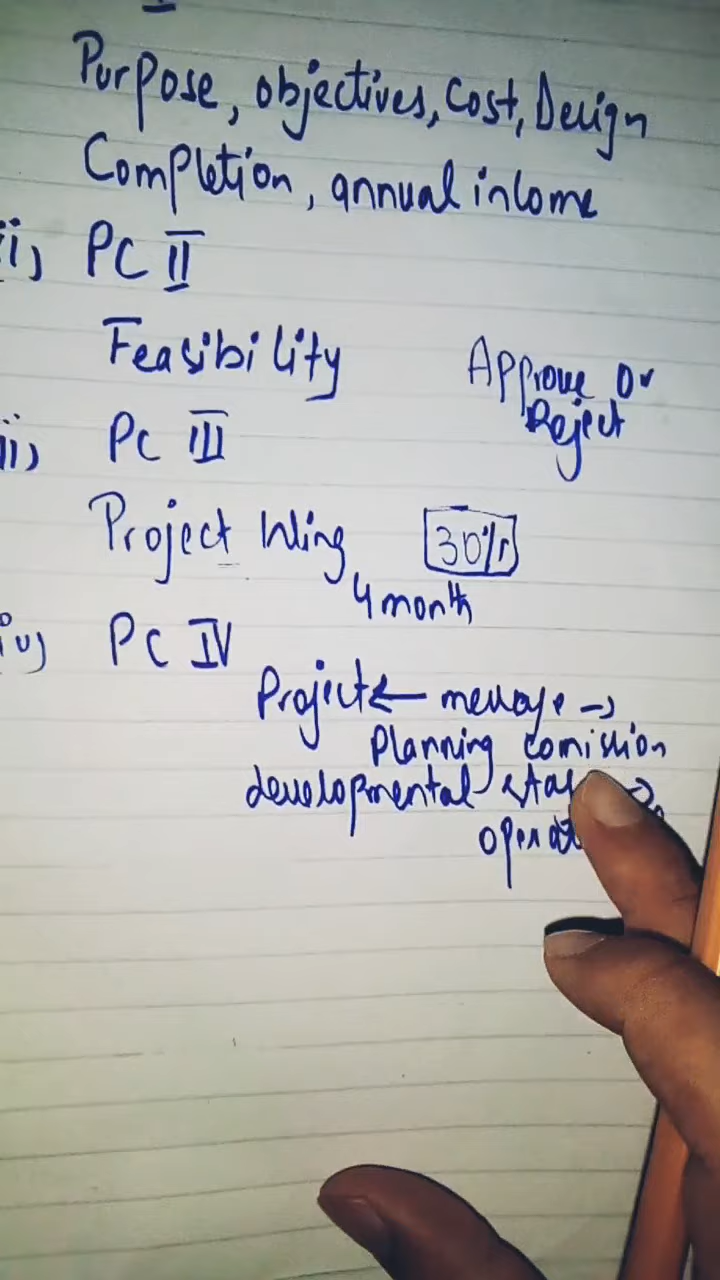 I
Purpose, objectives, Cost, Design
Completion, annual income
ii) PC II
Feasibility
Approve or
Reject
iii) PC III
Project Wing
30%
4 month
iv) PC IV
Project ← message →
Planning comission
developmental →